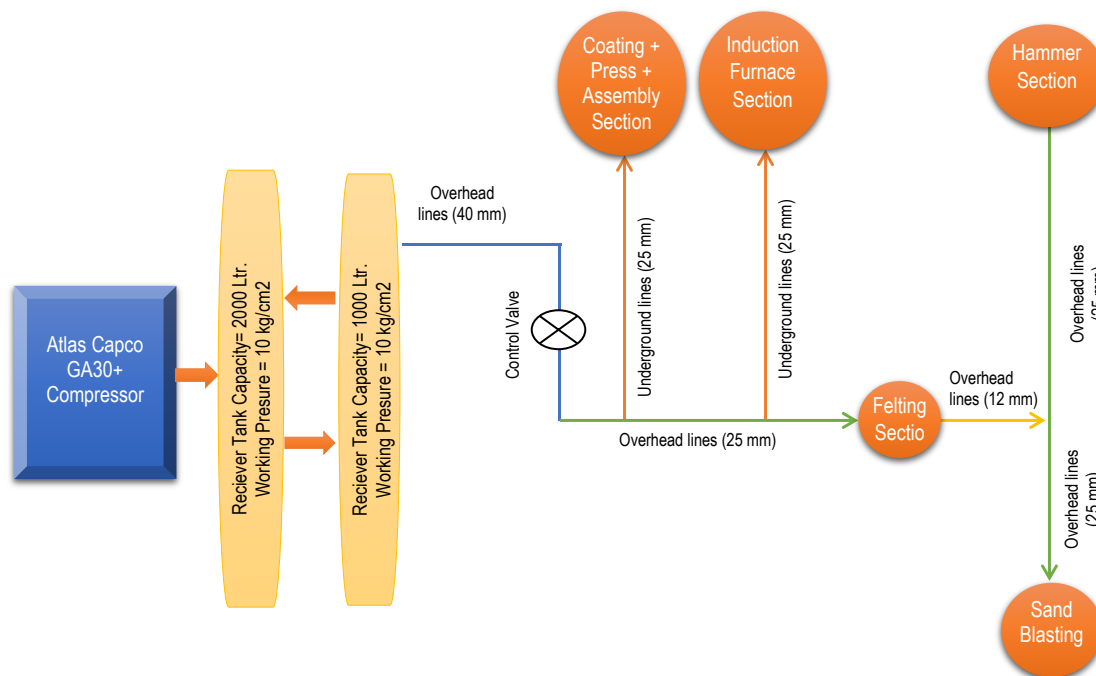 Coating +
Press +
Assembly
Section
Induction
Furnace
Section
Hammer
Section
Overhead
lines (40 mm)
Atlas Capco
GA30+
Compressor
Reciever Tank Capacity= 2000 Ltr.
Working Presure = 10 kg/cm2
Reciever Tank Capacity= 1000 Ltr.
Working Presure = 10 kg/cm2
Control Valve
Underground lines (25 mm)
Underground lines (25 mm)
Overhead lines (25 mm)
Felting
Sectio
Overhead
lines (12 mm)
Overhead lines
Overhead lines
(25 mm)
Sand
Blasting